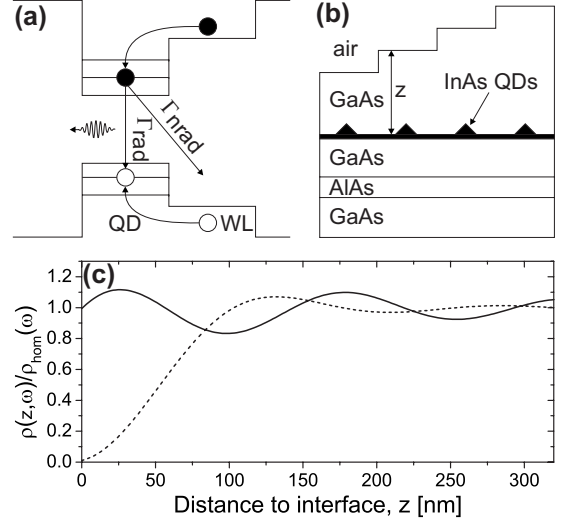 (a)
Γrad
Γnrad
QD
WL
(b)
air
z
InAs QDs
GaAs
GaAs
AlAs
GaAs
(c)
ρ(z,ω)/ρhom(ω)
1.2
1.0
0.8
0.6
0.4
0.2
0.0
0 50 100 150 200 250 300
Distance to interface, z [nm]